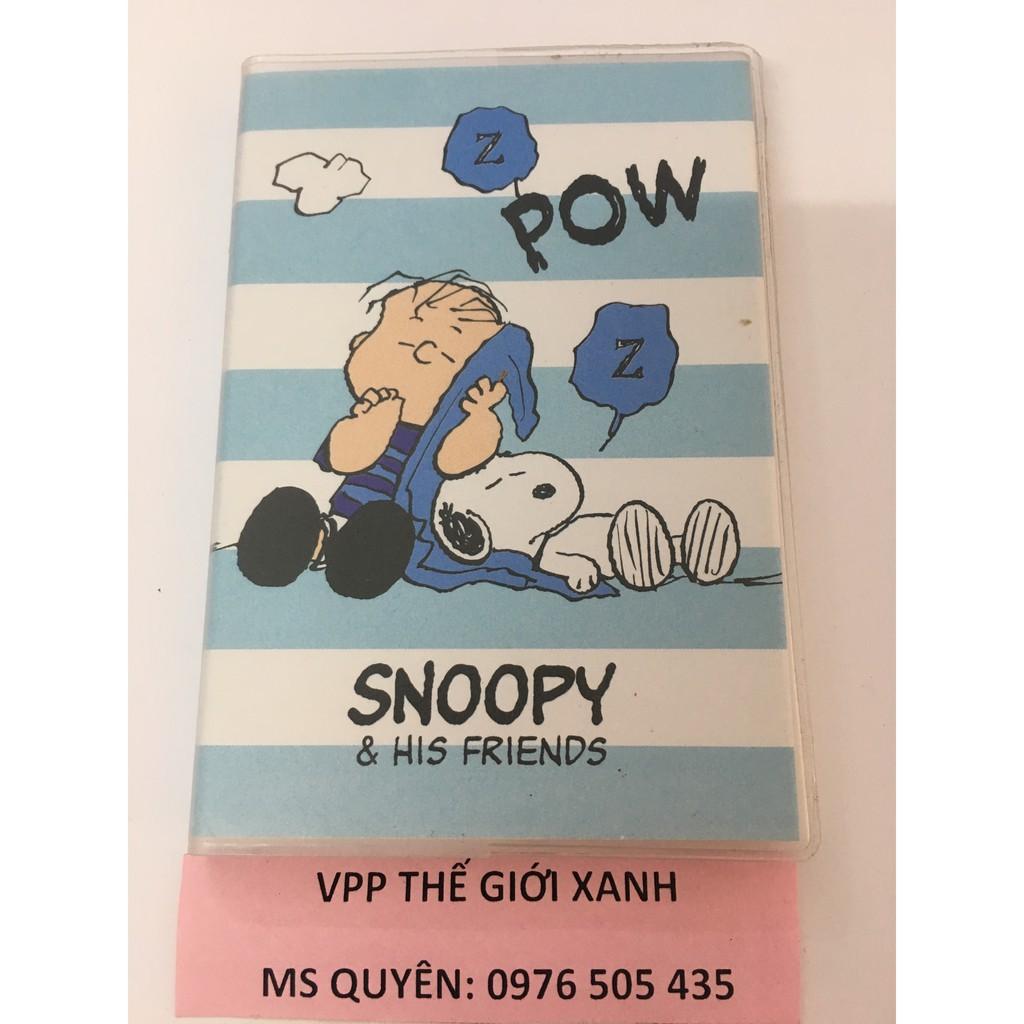 Z
POW
Z
SNOOPY
& HIS FRIENDS
VPP THẾ GIỚI XANH
MS QUYÊN: 0976 505 435